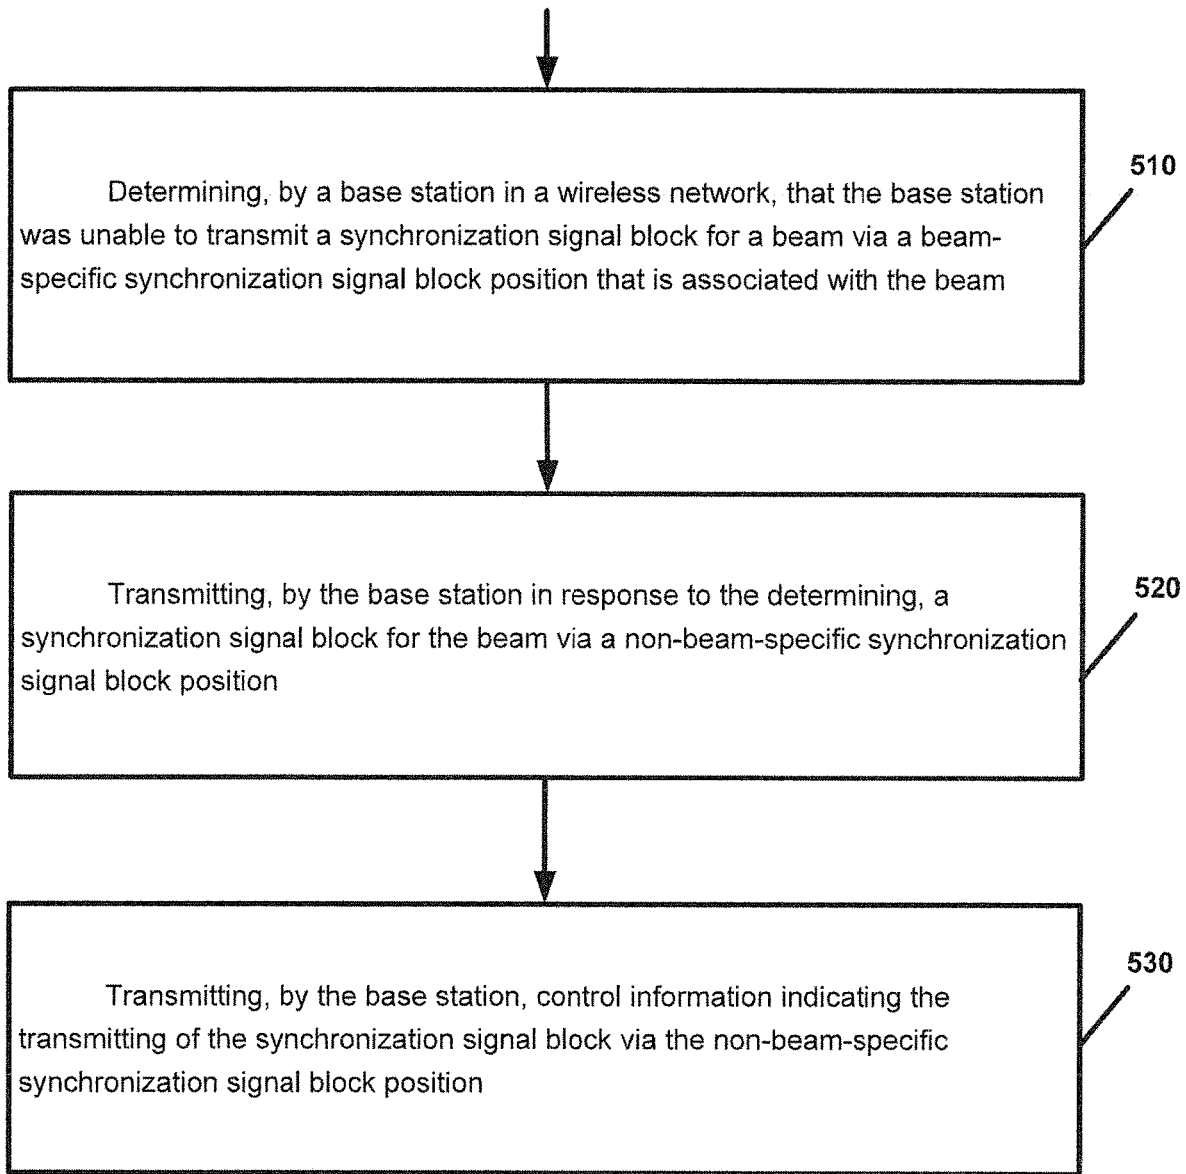 Determining, by a base station in a wireless network, that the base station
was unable to transmit a synchronization signal block for a beam via a beam-
specific synchronization signal block position that is associated with the beam
510
Transmitting, by the base station in response to the determining, a
synchronization signal block for the beam via a non-beam-specific synchronization
signal block position
520
Transmitting, by the base station, control information indicating the
transmitting of the synchronization signal block via the non-beam-specific
synchronization signal block position
530